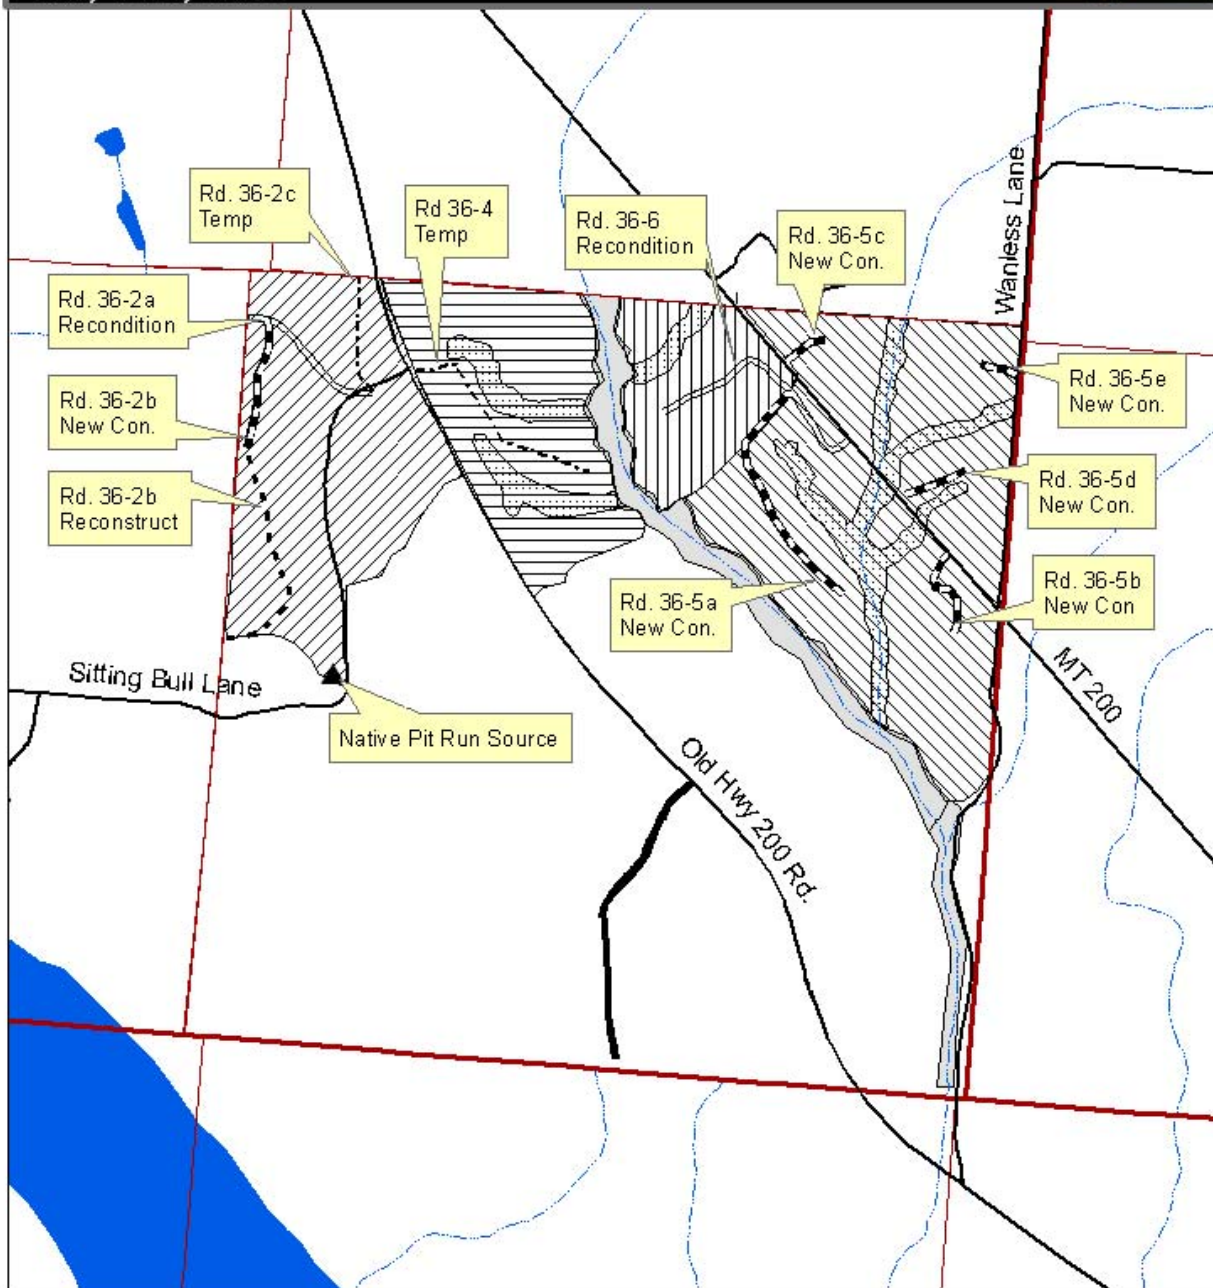 Rd. 36-2c
Temp
Rd 36-4
Temp
Rd. 36-6
Recondition
Rd. 36-5c
New Con.
Wanless Lane
Rd. 36-2a
Recondition
Rd. 36-2b
New Con.
Rd. 36-2b
Reconstruct
Rd. 36-5e
New Con.
Rd. 36-5d
New Con.
Rd. 36-5b
New Con
Rd. 36-5a
New Con.
Sitting Bull Lane
Native Pit Run Source
MT 200
Old Hwy 200 Rd.